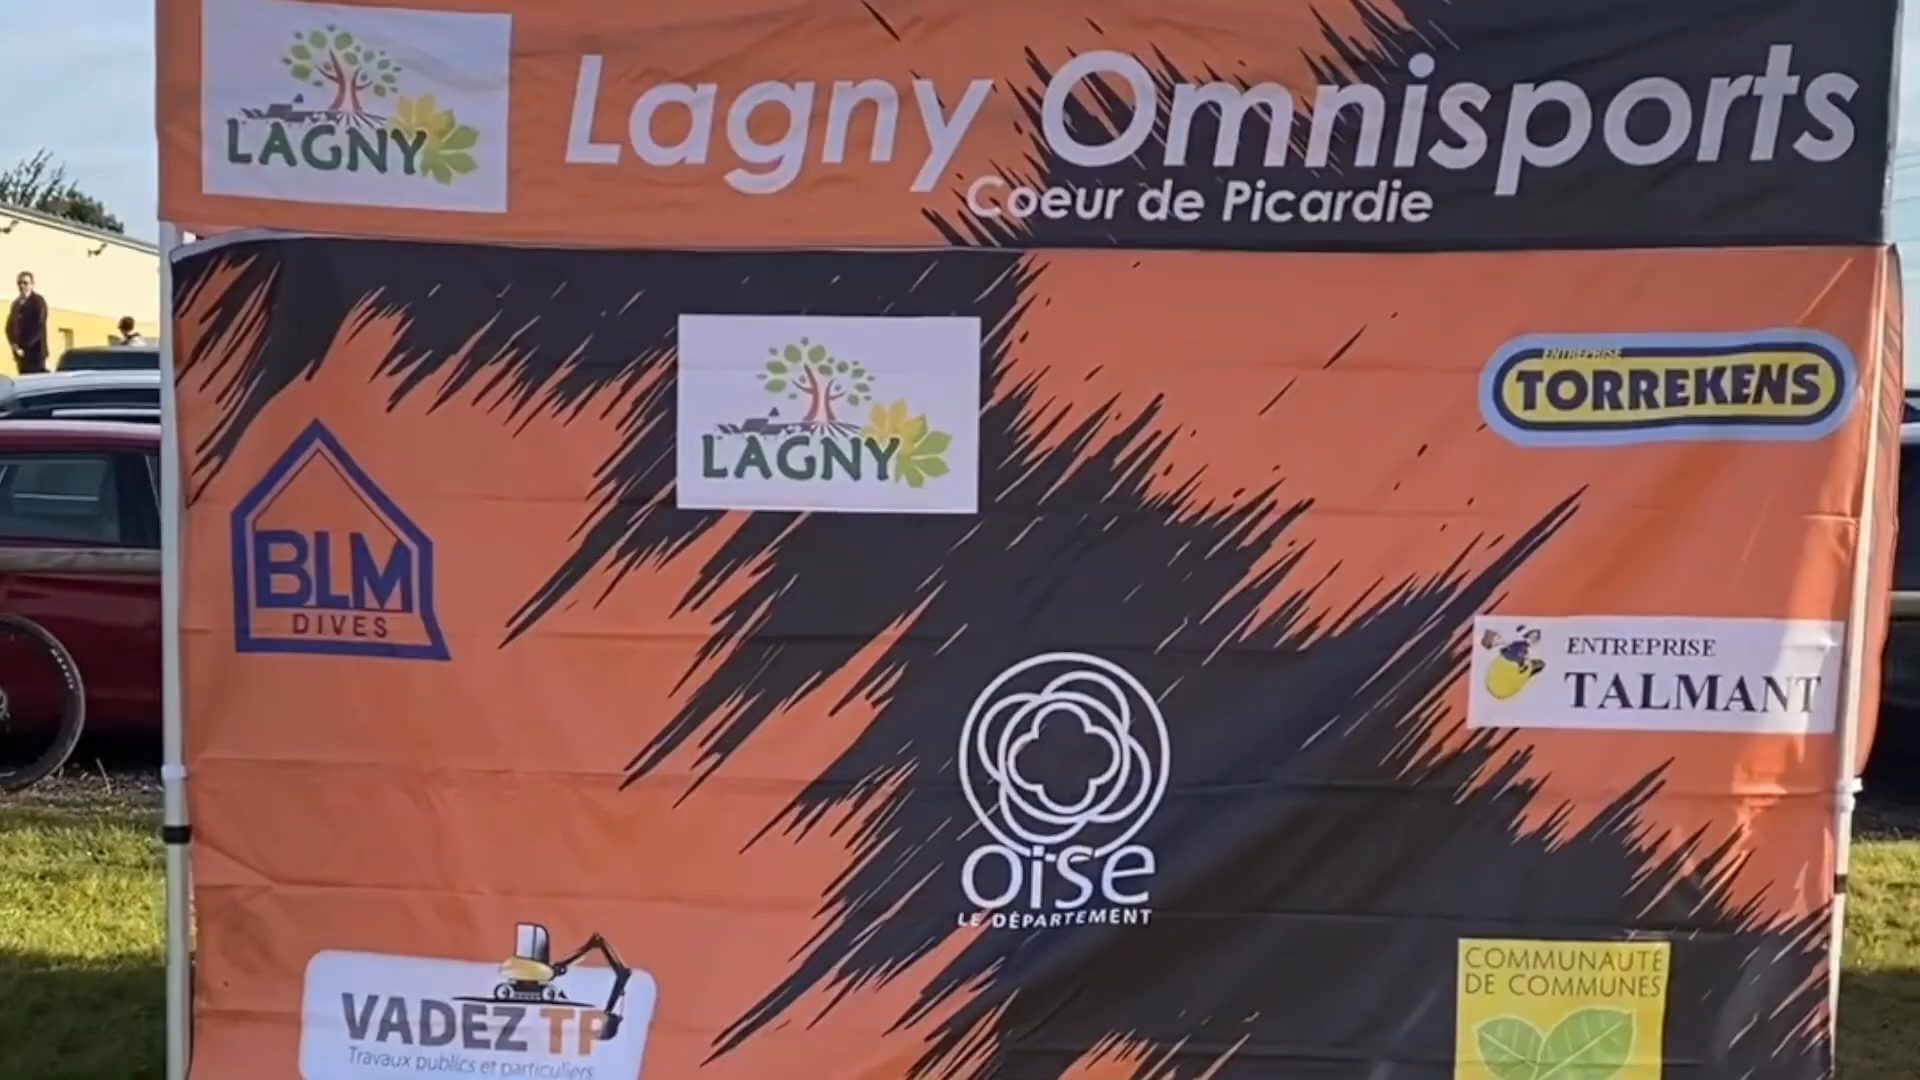 LAGNY
Lagny Omnisports
Coeur de Picardie
LAGNY
ENTREPRISE
TORREKENS
BLM
DIVES
ENTREPRISE
TALMANT
oise
LE DÉPARTEMENT
VADEZ TP
Travaux publics et particuliers
COMMUNAUTÉ
DE COMMUNES